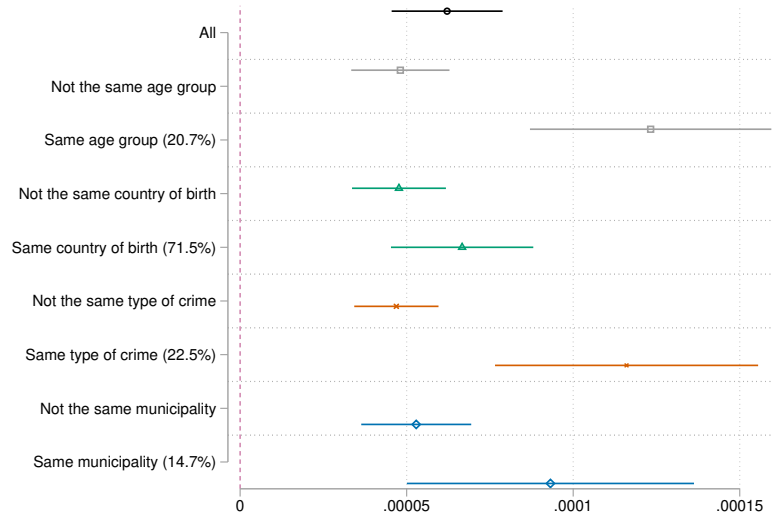 All
Not the same age group
Same age group (20.7%)
Not the same country of birth
Same country of birth (71.5%)
Not the same type of crime
Same type of crime (22.5%)
Not the same municipality
Same municipality (14.7%)
0 .00005 .0001 .00015